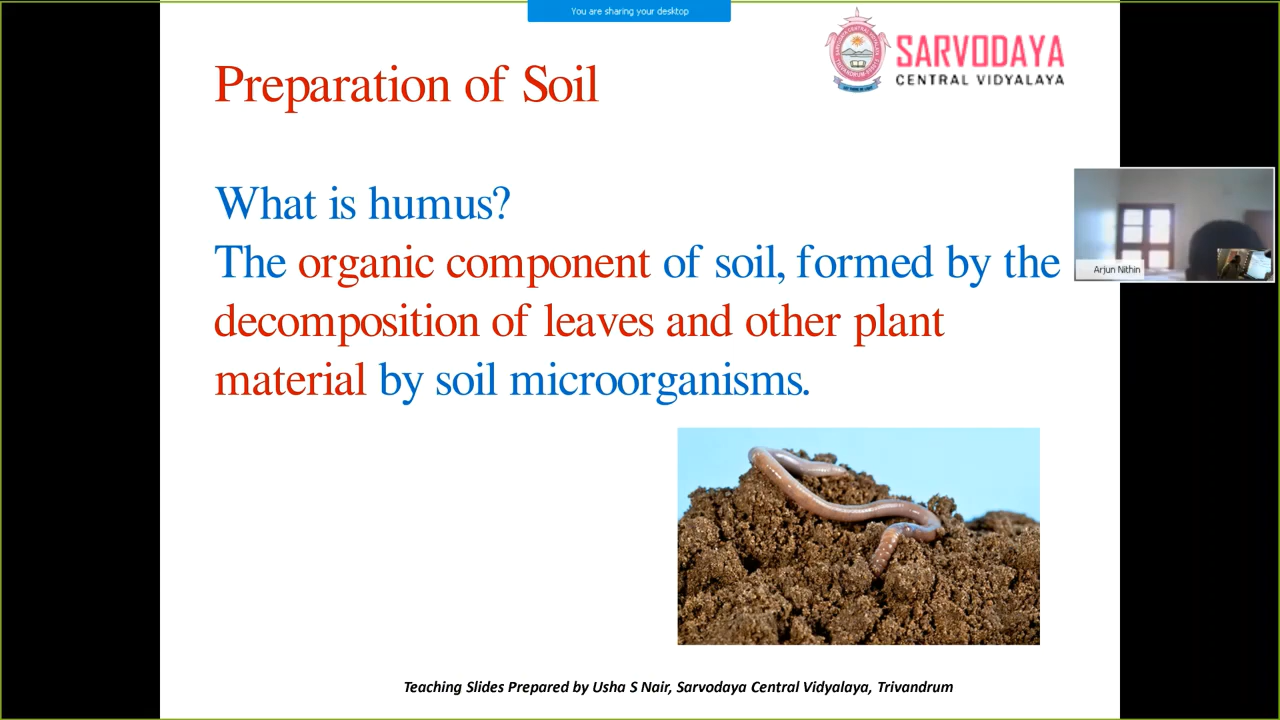 You are sharing your desktop
SARVODAYA
CENTRAL VIDYALAYA
Preparation of Soil
What is humus?
The organic component of soil, formed by the
decomposition of leaves and other plant
material by soil microorganisms.
Arjun Nithin
Teaching Slides Prepared by Usha S Nair, Sarvodaya Central Vidyalaya, Trivandrum